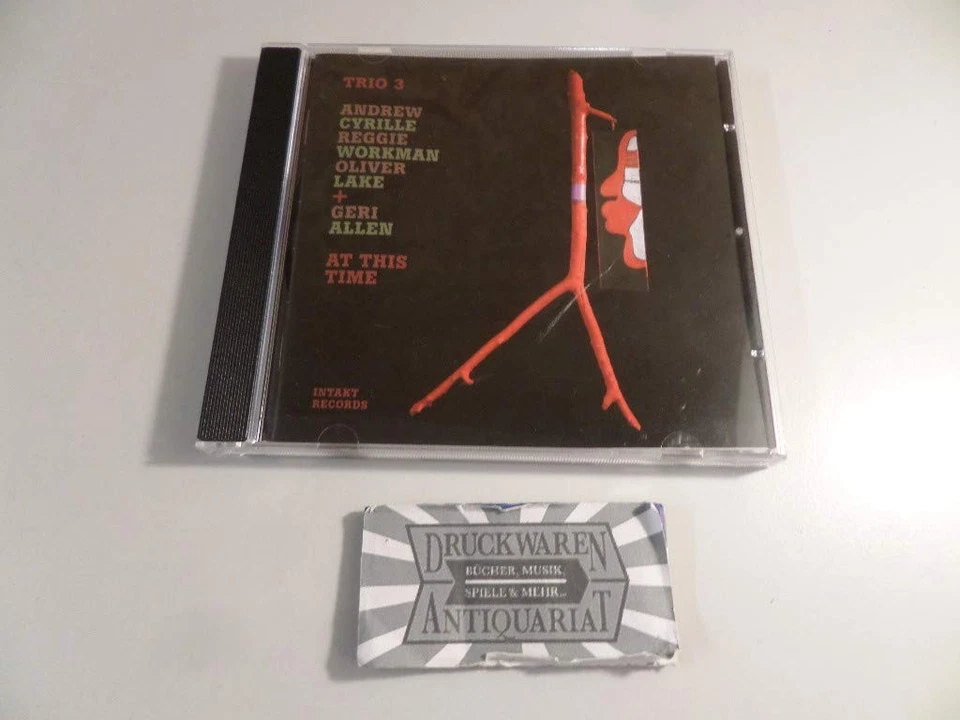 TRIO 3
ANDREW
CYRILLE
REGGIE
WORKMAN
OLIVER
LAKE
+
GERI
ALLEN
AT THIS
TIME
INTAKT
RECORDS
DRUCKWAREN
BÜCHER, MUSIK,
SPIELE & MEHR...
ANTIQUARIAT